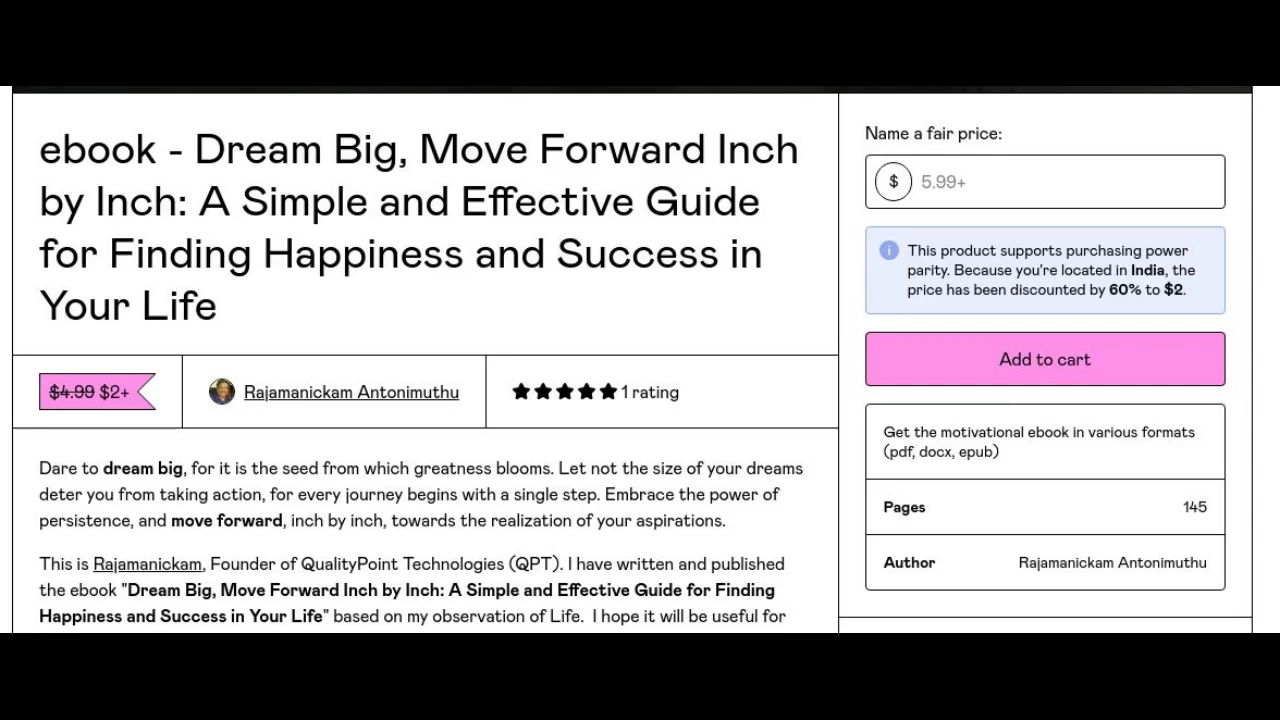 ebook - Dream Big, Move Forward Inch
by Inch: A Simple and Effective Guide
for Finding Happiness and Success in
Your Life
$4.99 $2+
Rajamanickam Antonimuthu
1 rating
Dare to dream big, for it is the seed from which greatness blooms. Let not the size of your dreams
deter you from taking action, for every journey begins with a single step. Embrace the power of
persistence, and move forward, inch by inch, towards the realization of your aspirations.
This is Rajamanickam, Founder of QualityPoint Technologies (QPT). I have written and published
the ebook "Dream Big, Move Forward Inch by Inch: A Simple and Effective Guide for Finding
Happiness and Success in Your Life" based on my observation of Life.  I hope it will be useful for
Name a fair price:
$ 5.99+
This product supports purchasing power
parity. Because you're located in India, the
price has been discounted by 60% to $2.
Add to cart
Get the motivational ebook in various formats
(pdf, docx, epub)
Pages 145
Author Rajamanickam Antonimuthu